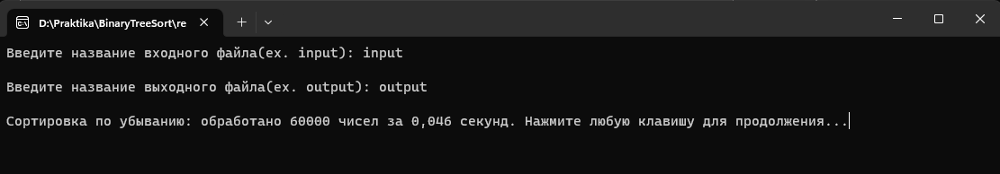 D:\Praktika\BinaryTreeSort\re
Введите название входного файла(ex. input): input
Введите название выходного файла(ex. output): output
Сортировка по убыванию: обработано 60000 чисел за 0,046 секунд. Нажмите любую клавишу для продолжения...